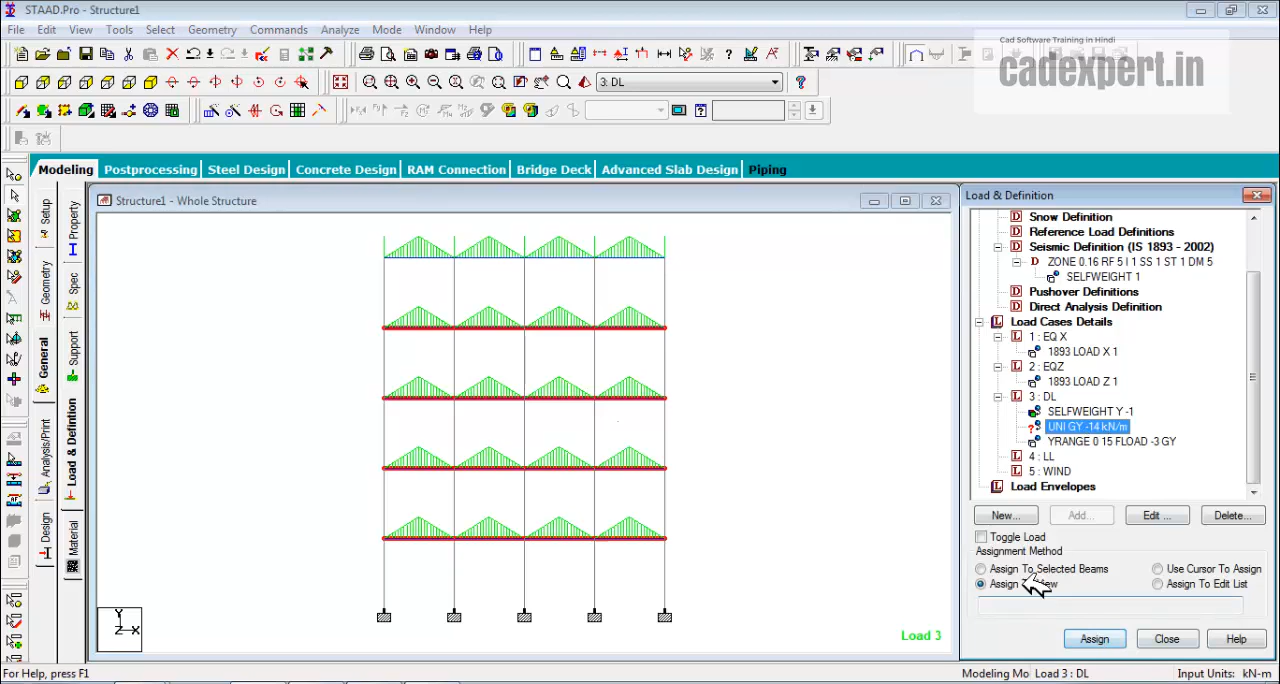 STAAD.Pro - Structure1
File Edit View Tools Select Geometry Commands Analyze Mode Window Help
Cad Software Training in Hindi
cadexpert.in
3: DL
Modeling Postprocessing Steel Design Concrete Design RAM Connection Bridge Deck Advanced Slab Design Piping
Setup
Geometry
General
Analysis/Print
Design
Property
Spec
Support
Load & Definition
Material
Structure1 - Whole Structure
Y
Z X
Load 3
Load & Definition
Snow Definition
Reference Load Definitions
Seismic Definition (IS 1893 - 2002)
ZONE 0.16 RF 5 I 1 SS 1 ST 1 DM 5
SELFWEIGHT 1
Pushover Definitions
Direct Analysis Definition
Load Cases Details
1 : EQ X
1893 LOAD X 1
2 : EQZ
1893 LOAD Z 1
3 : DL
SELFWEIGHT Y -1
UNI GY -14 kN/m
YRANGE 0 15 FLOAD -3 GY
4 : LL
5 : WIND
Load Envelopes
New... Add... Edit ... Delete...
Toggle Load
Assignment Method
Assign To Selected Beams Use Cursor To Assign
Assign Assign To Edit List
Assign Close Help
For Help, press F1 Modeling Mo Load 3 : DL Input Units: kN-m